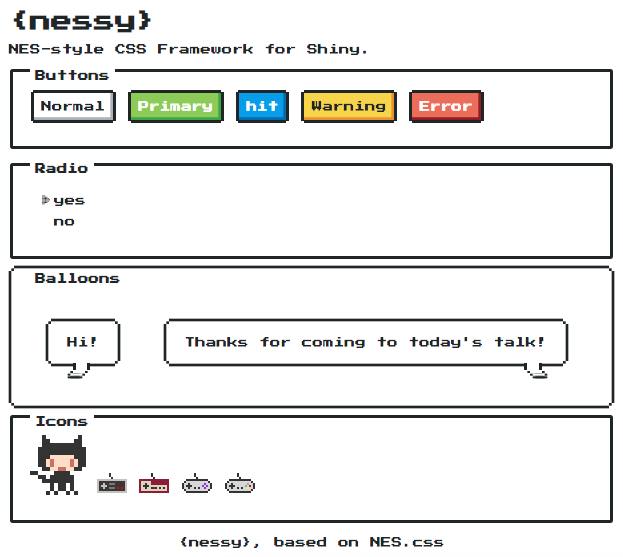 {nessy}
NES-style CSS Framework for Shiny.
Buttons
Normal Primary hit Warning Error
Radio
yes
no
Balloons
Hi! Thanks for coming to today's talk!
Icons
{nessy}, based on NES.css